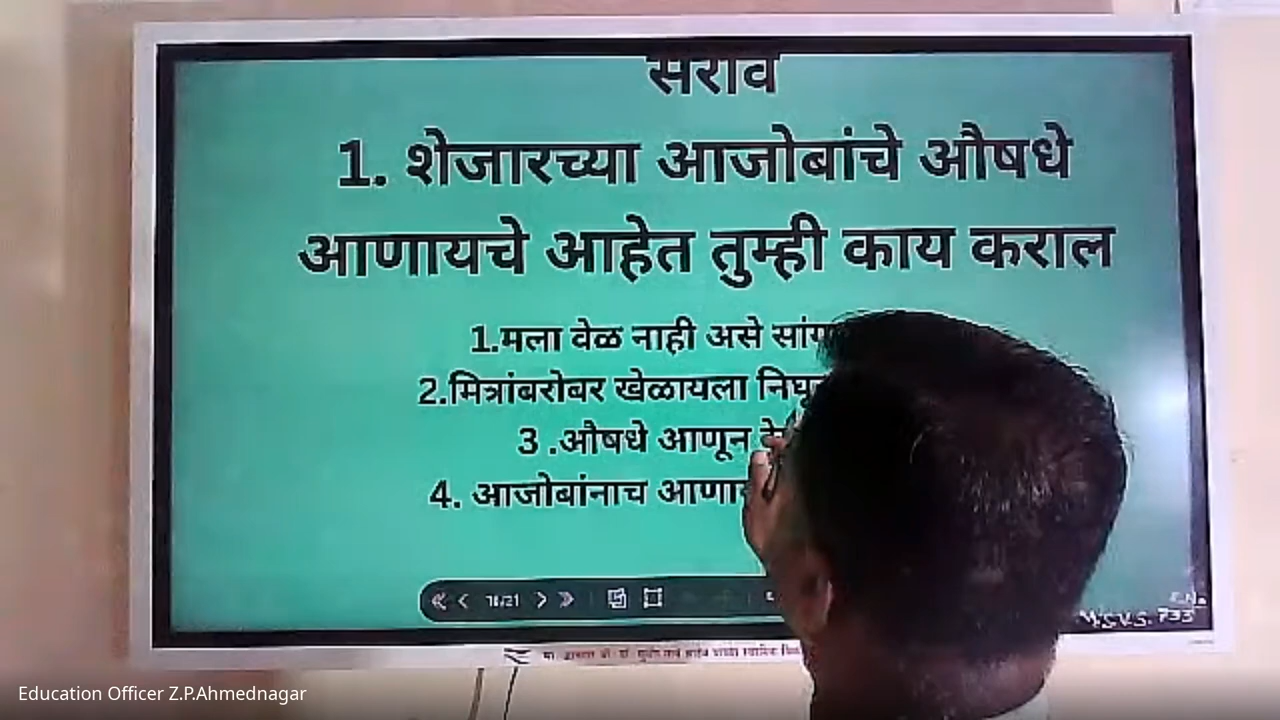 सराव
1. शेजारच्या आजोबांचे औषधे
आणायचे आहेत तुम्ही काय कराल
1.मला वेळ नाही असे
2.मित्रांबरोबर खेळायला
3 .औषधे आणून
4. आजोबांनाच
M.S.V.S. 733
Education Officer Z.P.Ahmednagar